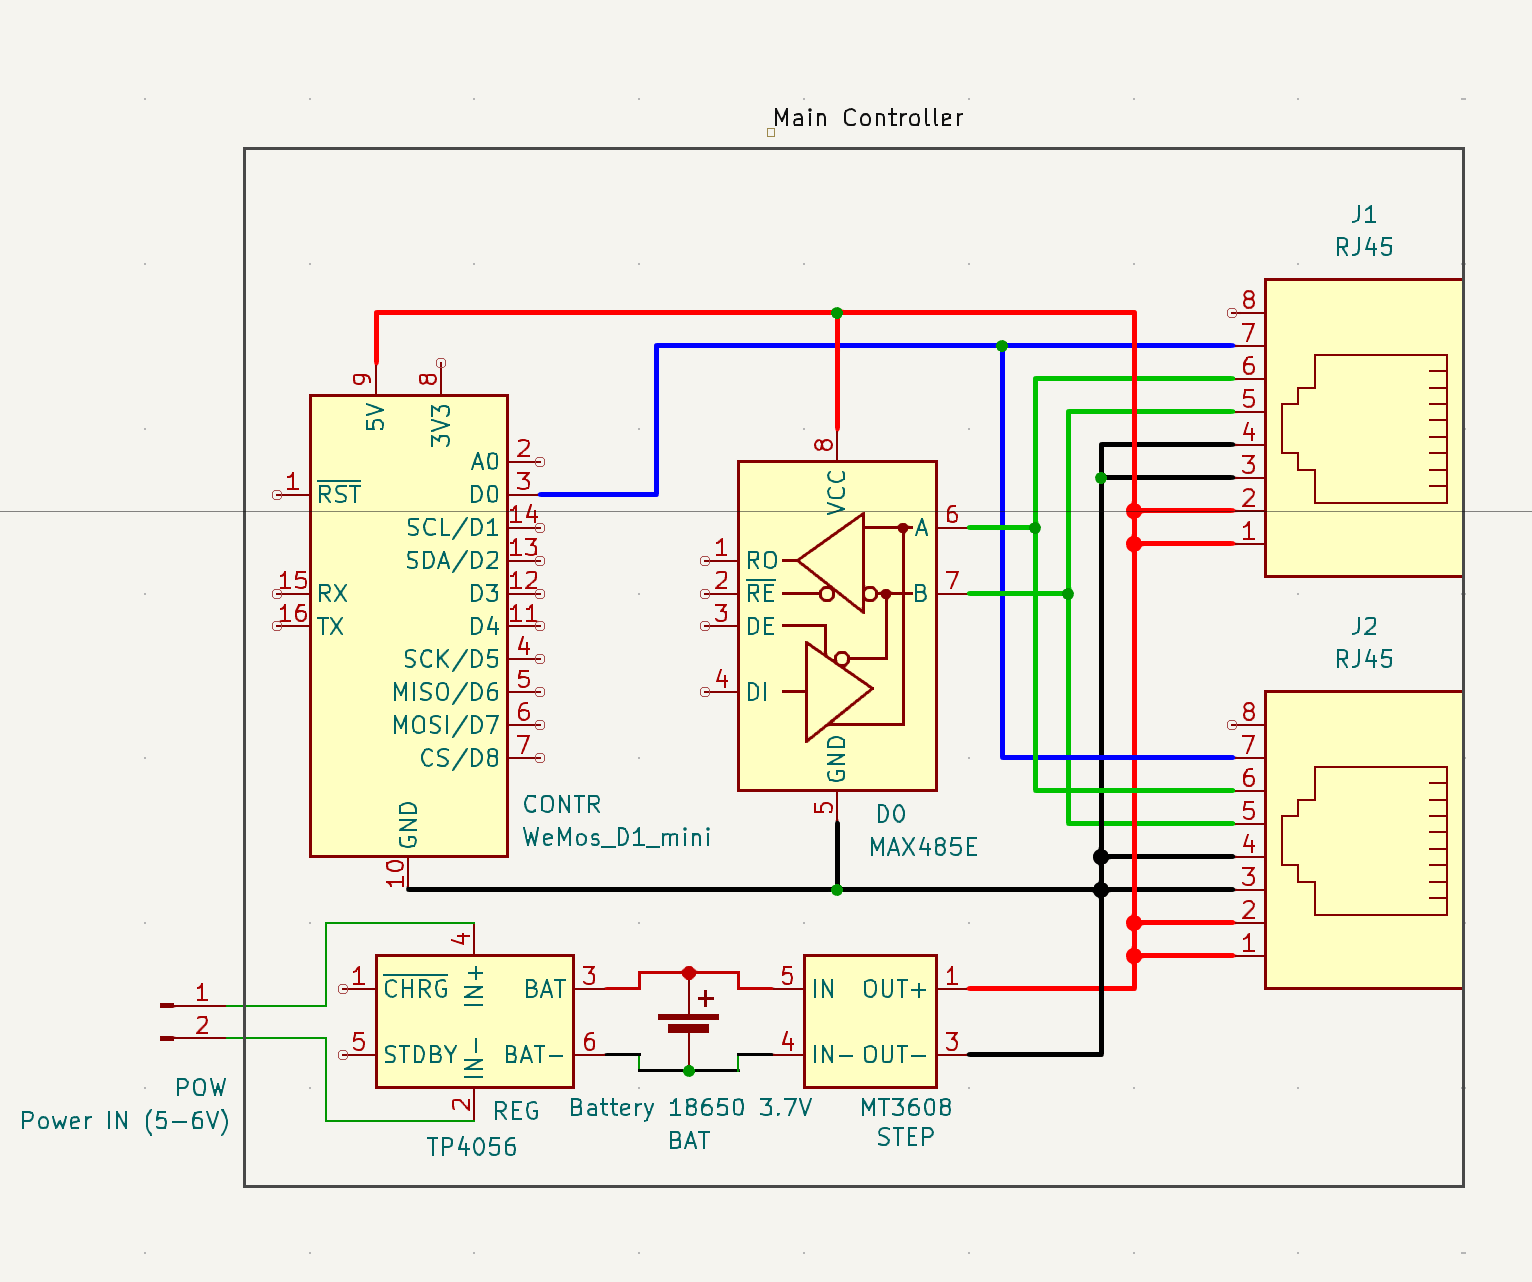 Main Controller
J1
RJ45
8
7
6
5
4
3
2
1
9
8
5V
3V3
A0
2
1
RST
D0
3
SCL/D1
14
SDA/D2
13
15
RX
D3
12
16
TX
D4
11
SCK/D5
4
MISO/D6
5
MOSI/D7
6
CS/D8
7
GND
10
CONTR
WeMos_D1_mini
8
VCC
A
6
1
RO
2
RE
B
7
3
DE
4
DI
GND
5
D0
MAX485E
J2
RJ45
8
7
6
5
4
3
2
1
4
1
CHRG
IN+
BAT
3
5
STDBY
IN-
BAT-
6
2
REG
TP4056
1
2
POW
Power IN (5-6V)
+
Battery 18650 3.7V
BAT
5
IN
OUT+
1
4
IN-
OUT-
3
MT3608
STEP